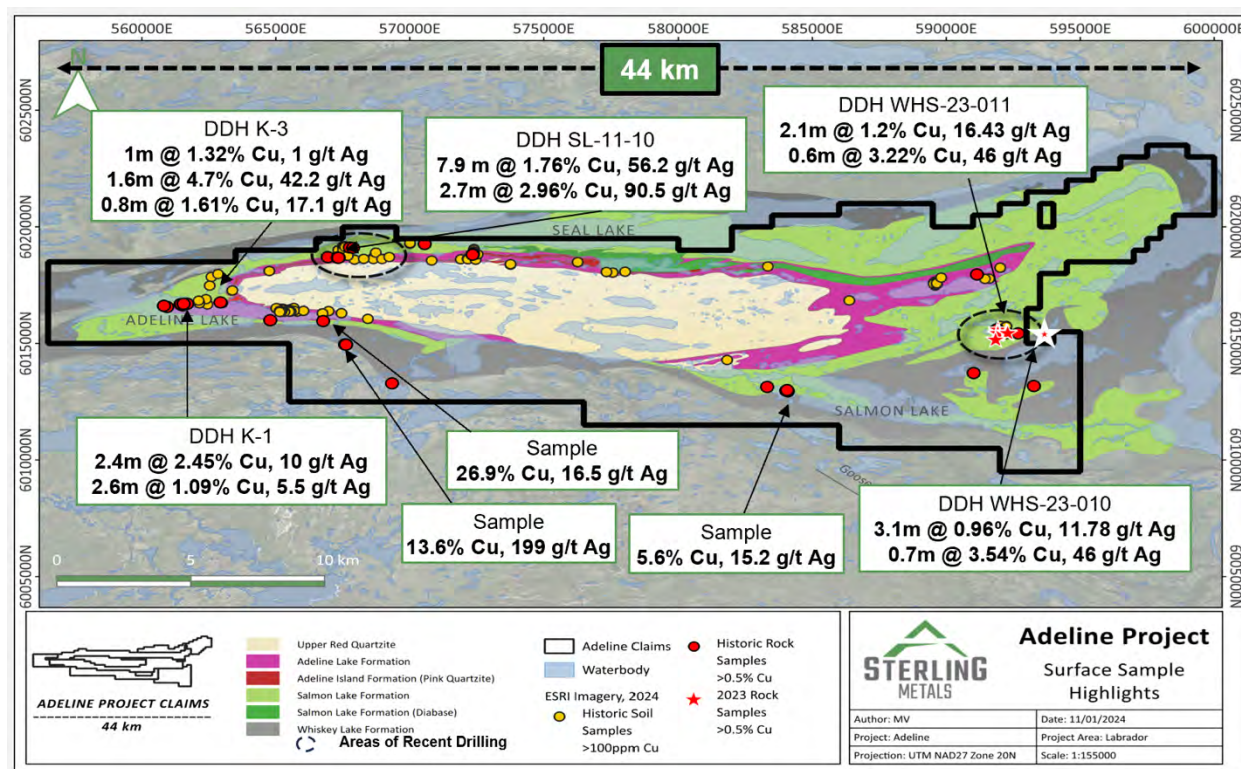 560000E 565000E 570000E 575000E 580000E 585000E 590000E 595000E 600000E
N
44 km
6025000N
6020000N
6015000N
6010000N
6005000N
6025000N
6020000N
6015000N
6010000N
6005000N
DDH K-3
1m @ 1.32% Cu, 1 g/t Ag
1.6m @ 4.7% Cu, 42.2 g/t Ag
0.8m @ 1.61% Cu, 17.1 g/t Ag
DDH SL-11-10
7.9 m @ 1.76% Cu, 56.2 g/t Ag
2.7m @ 2.96% Cu, 90.5 g/t Ag
DDH WHS-23-011
2.1m @ 1.2% Cu, 16.43 g/t Ag
0.6m @ 3.22% Cu, 46 g/t Ag
SEAL LAKE
ADELINE LAKE
SALMON LAKE
Goose
DDH K-1
2.4m @ 2.45% Cu, 10 g/t Ag
2.6m @ 1.09% Cu, 5.5 g/t Ag
Sample
26.9% Cu, 16.5 g/t Ag
Sample
13.6% Cu, 199 g/t Ag
Sample
5.6% Cu, 15.2 g/t Ag
DDH WHS-23-010
3.1m @ 0.96% Cu, 11.78 g/t Ag
0.7m @ 3.54% Cu, 46 g/t Ag
0 5 10 km
ADELINE PROJECT CLAIMS
44 km
Upper Red Quartzite
Adeline Lake Formation
Adeline Island Formation (Pink Quartzite)
Salmon Lake Formation
Salmon Lake Formation (Diabase)
Whiskey Lake Formation
Areas of Recent Drilling
Adeline Claims
Waterbody
ESRI Imagery, 2024
Historic Soil
Samples
>100ppm Cu
Historic Rock
Samples
>0.5% Cu
2023 Rock
Samples
>0.5% Cu
STERLING
METALS
Adeline Project
Surface Sample
Highlights
Author: MV
Date: 11/01/2024
Project: Adeline
Project Area: Labrador
Projection: UTM NAD27 Zone 20N
Scale: 1:155000